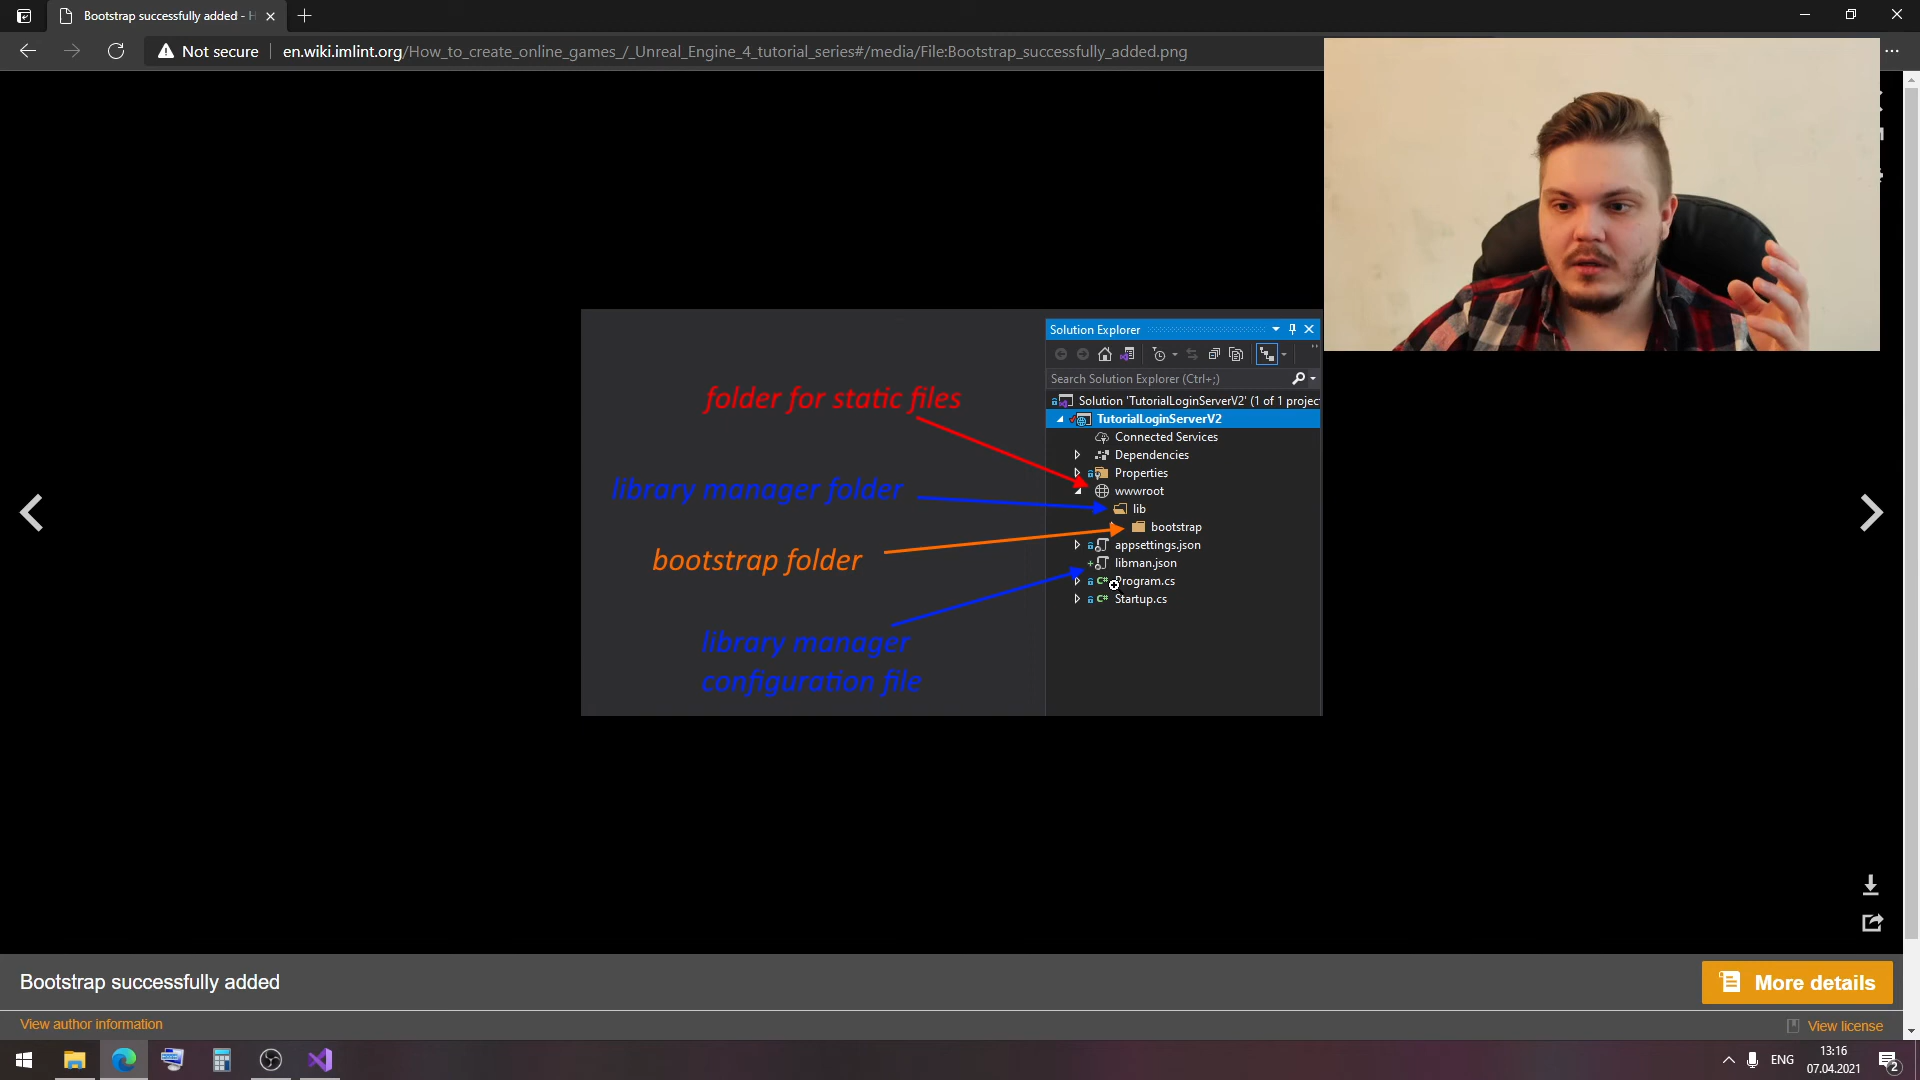 Bootstrap successfully added - H
Not secure
en.wiki.imlint.org/How_to_create_online_games_/_Unreal_Engine_4_tutorial_series#/media/File:Bootstrap_successfully_added.png
Solution Explorer
Search Solution Explorer (Ctrl+;)
Solution 'TutorialLoginServerV2' (1 of 1 projec
TutorialLoginServerV2
Connected Services
Dependencies
Properties
wwwroot
lib
bootstrap
appsettings.json
libman.json
C# Program.cs
C# Startup.cs
folder for static files
library manager folder
bootstrap folder
library manager
configuration file
Bootstrap successfully added
More details
View author information
View license
ENG
13:16
07.04.2021
2